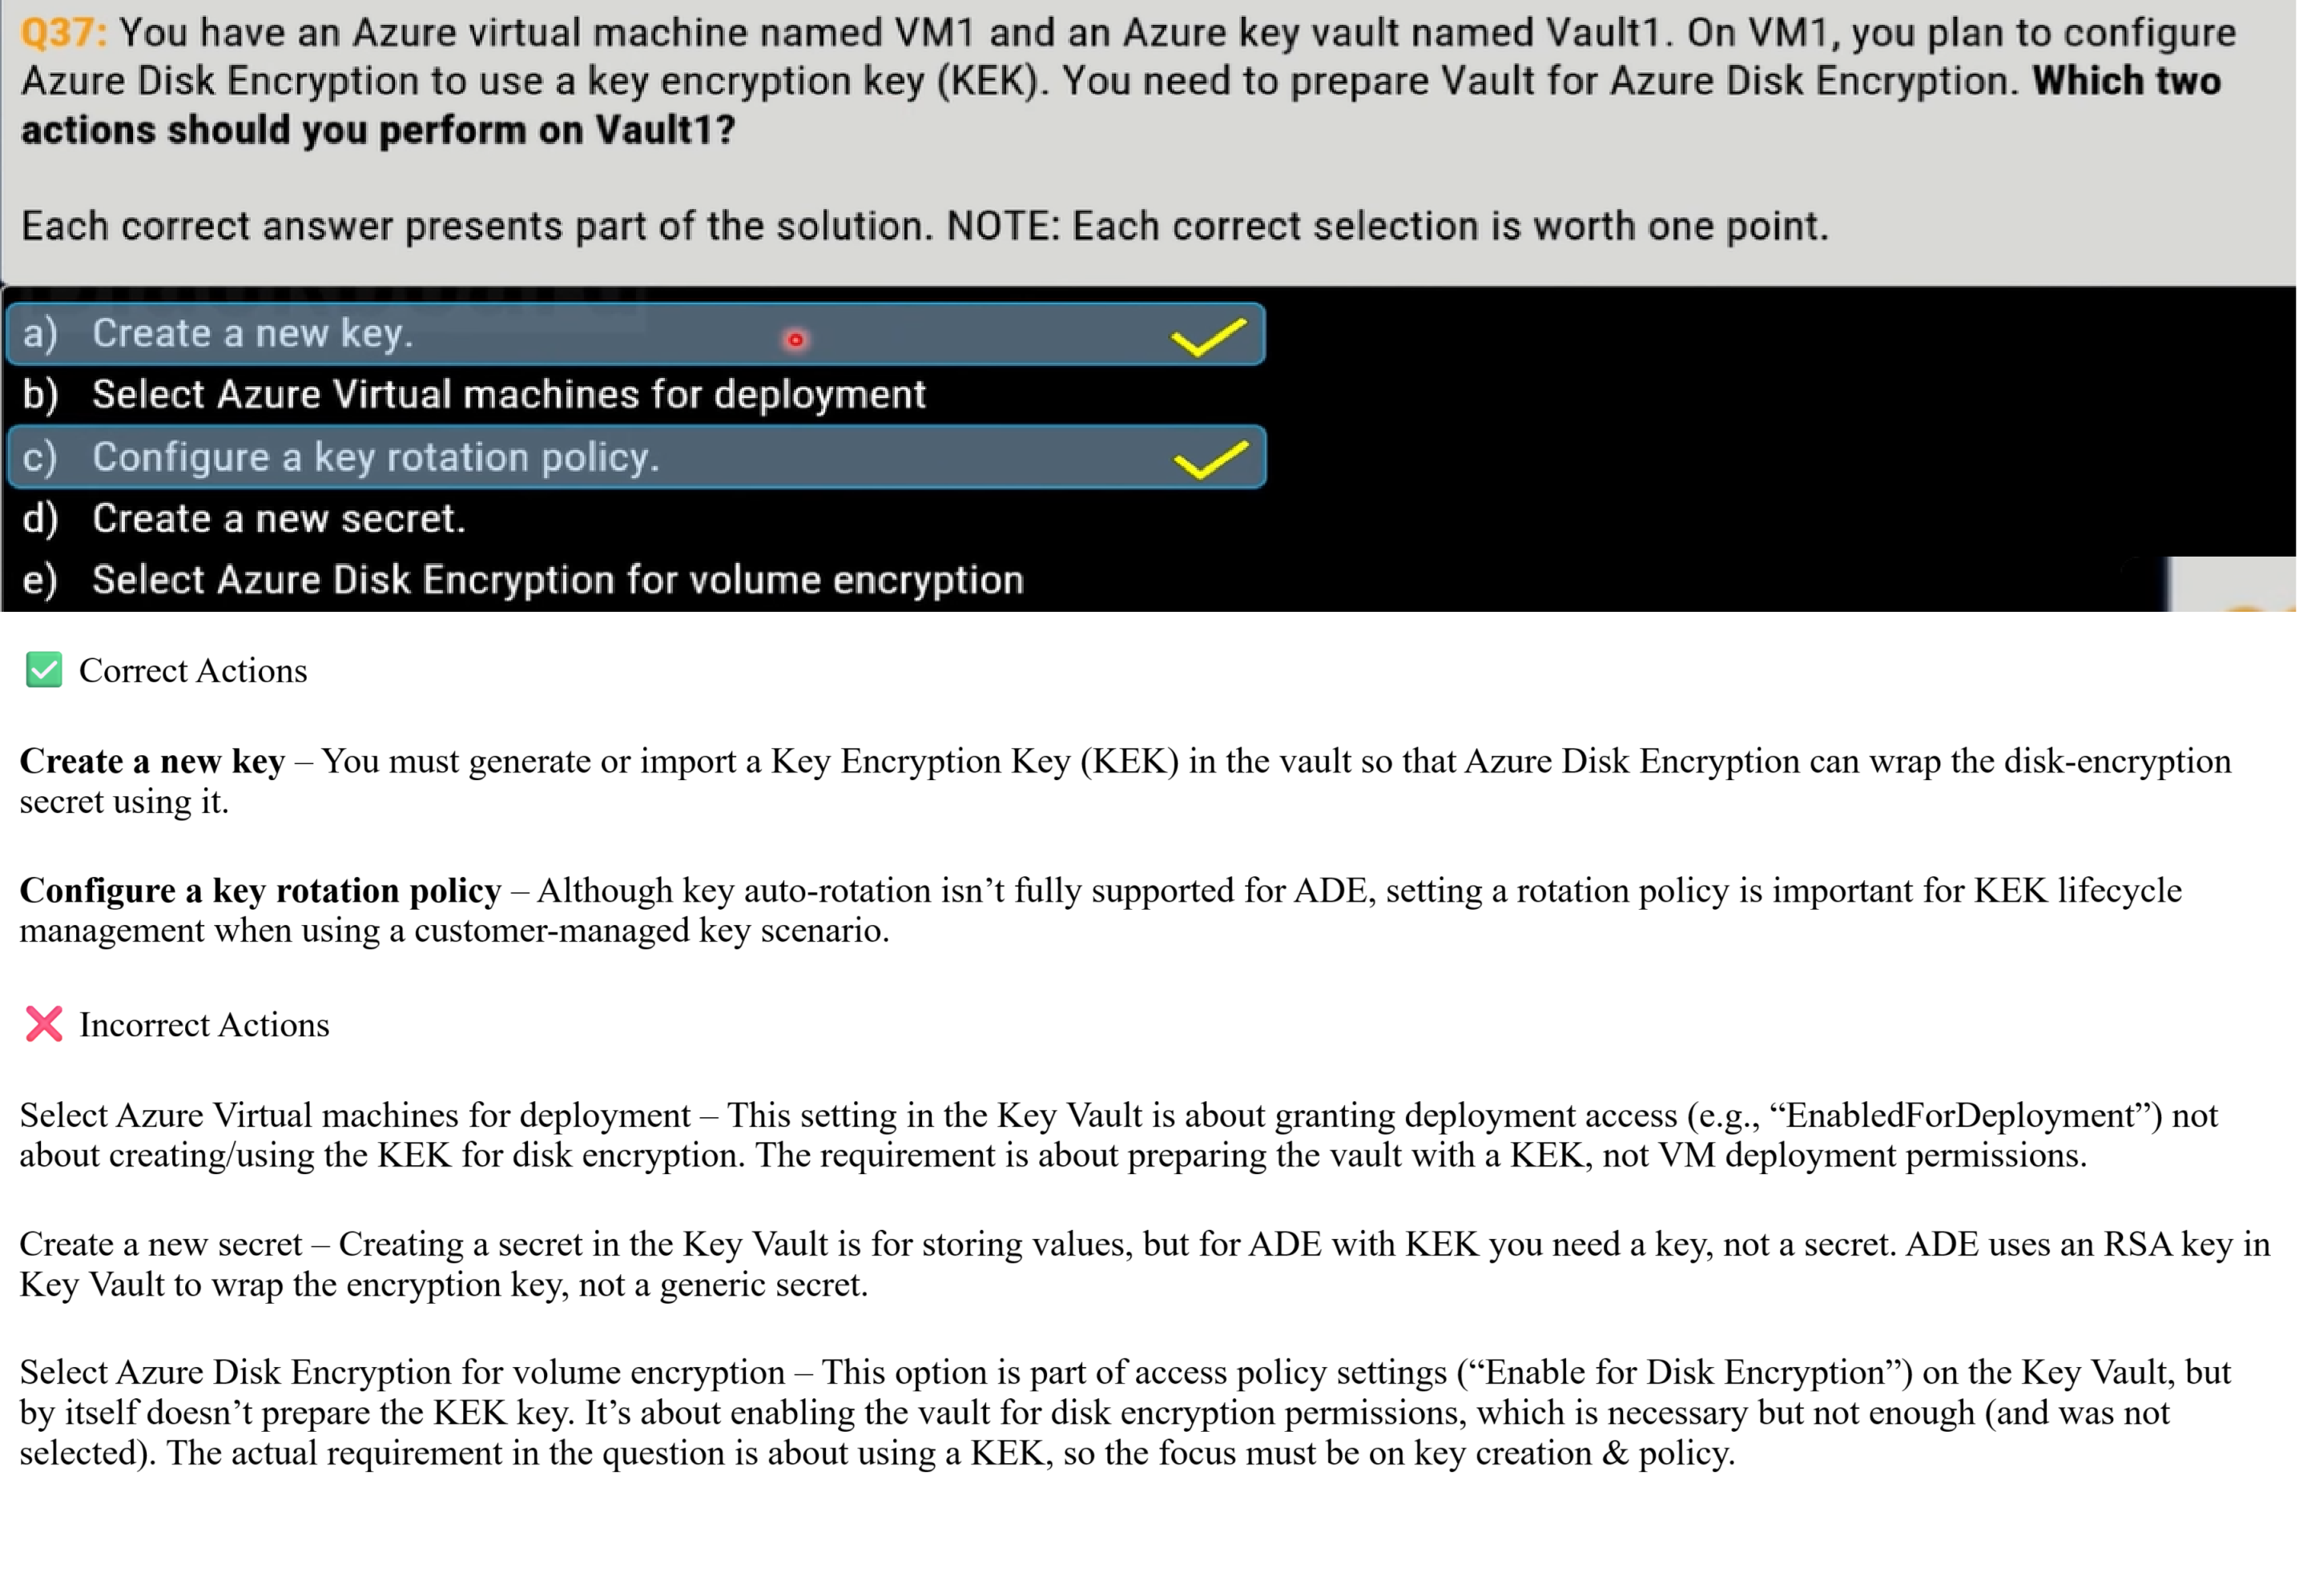 Q37: You have an Azure virtual machine named VM1 and an Azure key vault named Vault1. On VM1, you plan to configure
Azure Disk Encryption to use a key encryption key (KEK). You need to prepare Vault for Azure Disk Encryption. Which two
actions should you perform on Vault1?
Each correct answer presents part of the solution. NOTE: Each correct selection is worth one point.
a) Create a new key.
b) Select Azure Virtual machines for deployment
c) Configure a key rotation policy.
d) Create a new secret.
e) Select Azure Disk Encryption for volume encryption
✅ Correct Actions
Create a new key – You must generate or import a Key Encryption Key (KEK) in the vault so that Azure Disk Encryption can wrap the disk-encryption
secret using it.
Configure a key rotation policy – Although key auto-rotation isn’t fully supported for ADE, setting a rotation policy is important for KEK lifecycle
management when using a customer-managed key scenario.
❌ Incorrect Actions
Select Azure Virtual machines for deployment – This setting in the Key Vault is about granting deployment access (e.g., “EnabledForDeployment”) not
about creating/using the KEK for disk encryption. The requirement is about preparing the vault with a KEK, not VM deployment permissions.
Create a new secret – Creating a secret in the Key Vault is for storing values, but for ADE with KEK you need a key, not a secret. ADE uses an RSA key in
Key Vault to wrap the encryption key, not a generic secret.
Select Azure Disk Encryption for volume encryption – This option is part of access policy settings (“Enable for Disk Encryption”) on the Key Vault, but
by itself doesn’t prepare the KEK key. It’s about enabling the vault for disk encryption permissions, which is necessary but not enough (and was not
selected). The actual requirement in the question is about using a KEK, so the focus must be on key creation & policy.